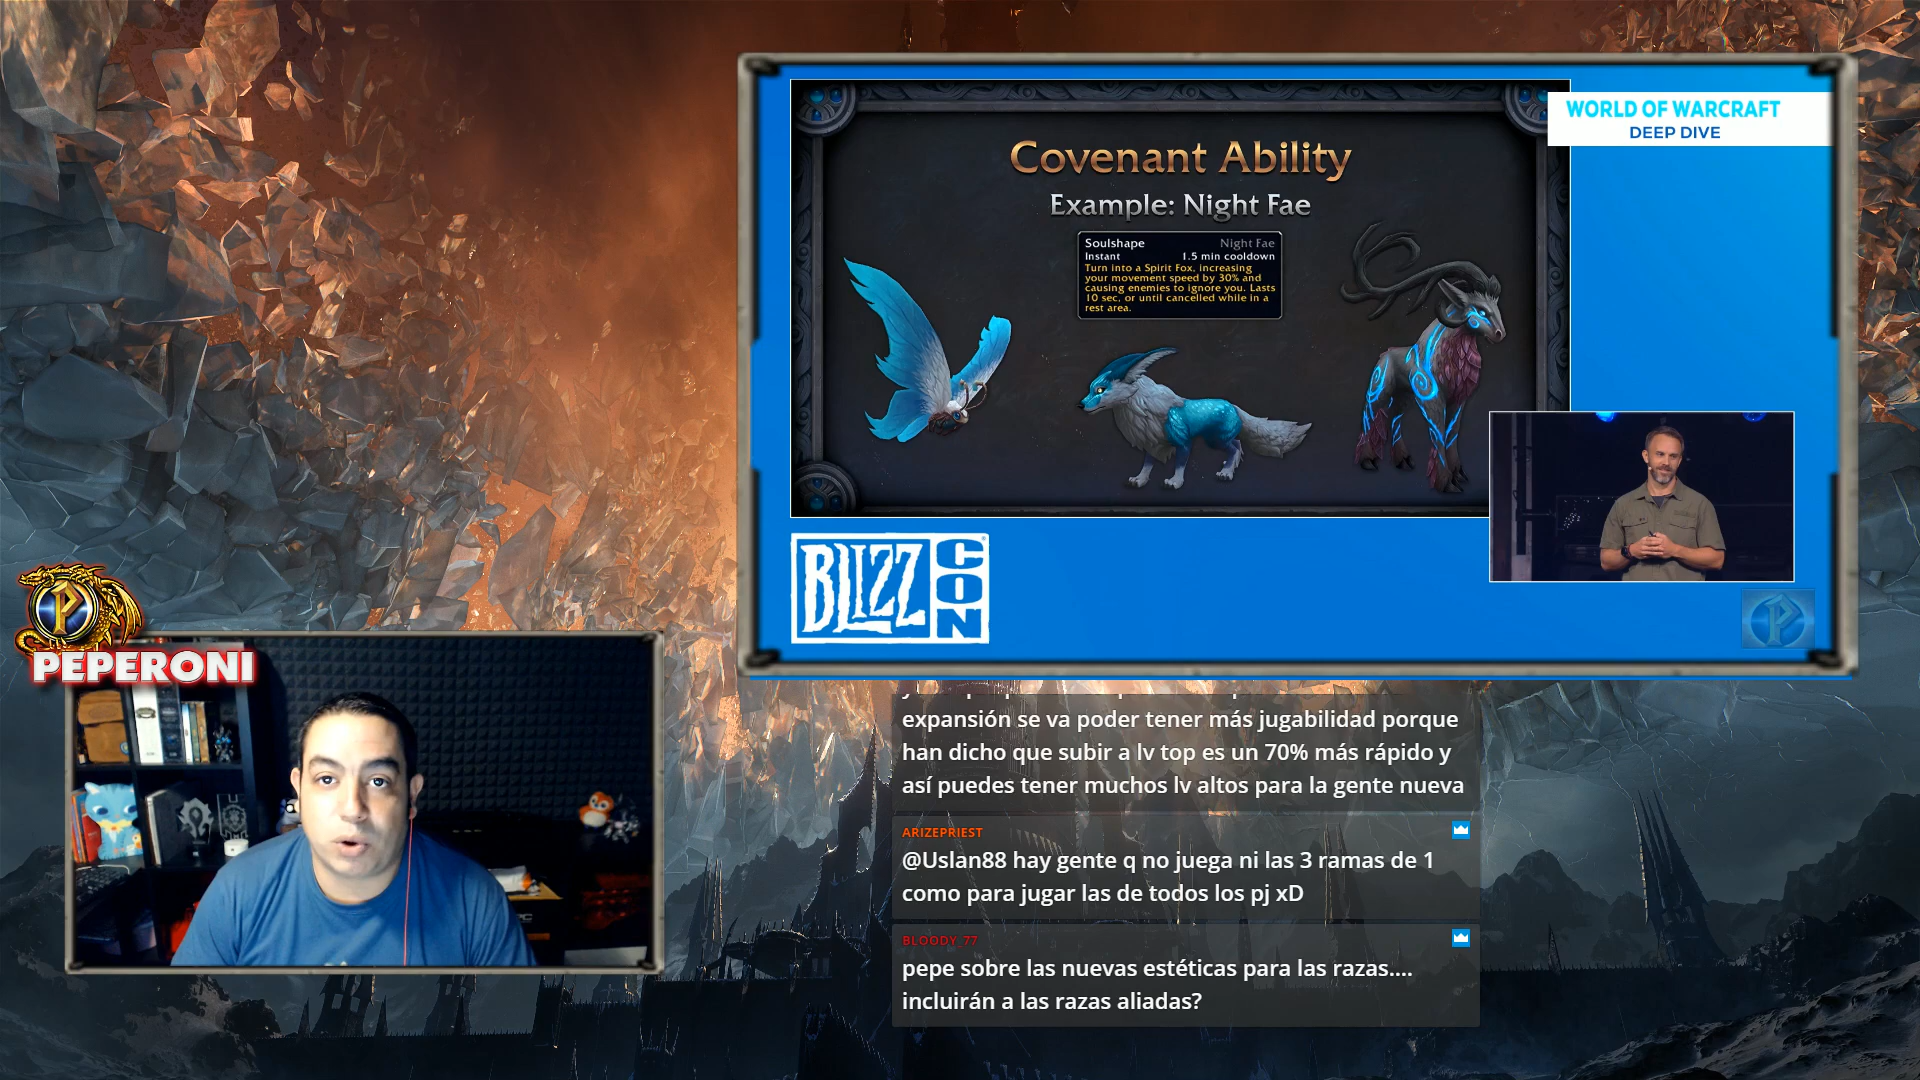 WORLD OF WARCRAFT
DEEP DIVE
Covenant Ability
Example: Night Fae
Soulshape Night Fae
Instant 1.5 min cooldown
Turn into a Spirit Fox, increasing
your movement speed by 30% and
causing enemies to ignore you. Lasts
10 sec, or until cancelled while in a
rest area.
BLIZZ
CON
P
P
PEPERONI
expansión se va poder tener más jugabilidad porque
han dicho que subir a lv top es un 70% más rápido y
así puedes tener muchos lv altos para la gente nueva
ARIZEPRIEST
@Uslan88 hay gente q no juega ni las 3 ramas de 1
como para jugar las de todos los pj xD
BLOODY_77
pepe sobre las nuevas estéticas para las razas....
incluirán a las razas aliadas?